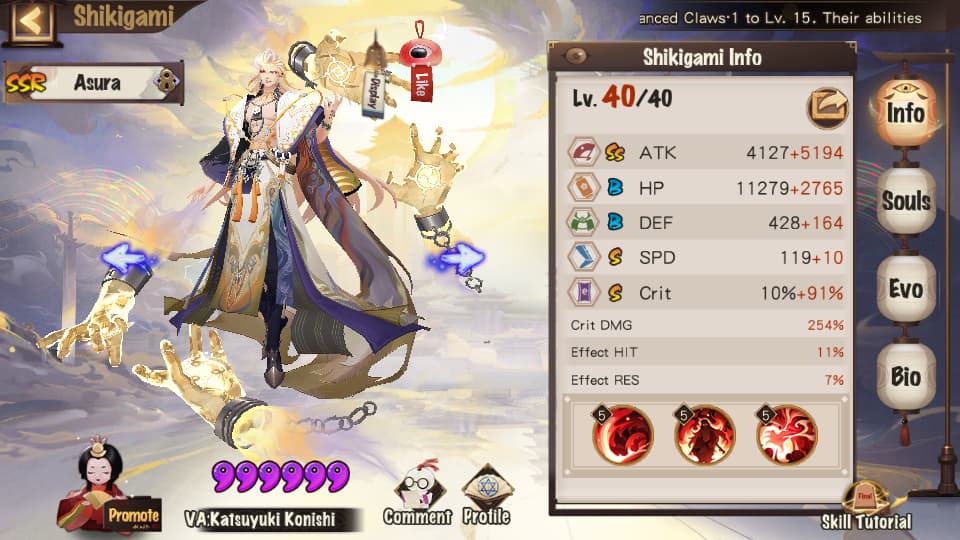 Shikigami
anced Claws·1 to Lv. 15. Their abilities
SSR Asura
Display
Like
Shikigami Info
Lv. 40/40
SS ATK 4127+5194
B HP 11279+2765
B DEF 428+164
S SPD 119+10
S Crit 10%+91%
Crit DMG 254%
Effect HIT 11%
Effect RES 7%
5 5 5
Info
Souls
Evo
Bio
999999
Promote
VA:Katsuyuki Konishi
Comment
Profile
Final
Skill Tutorial